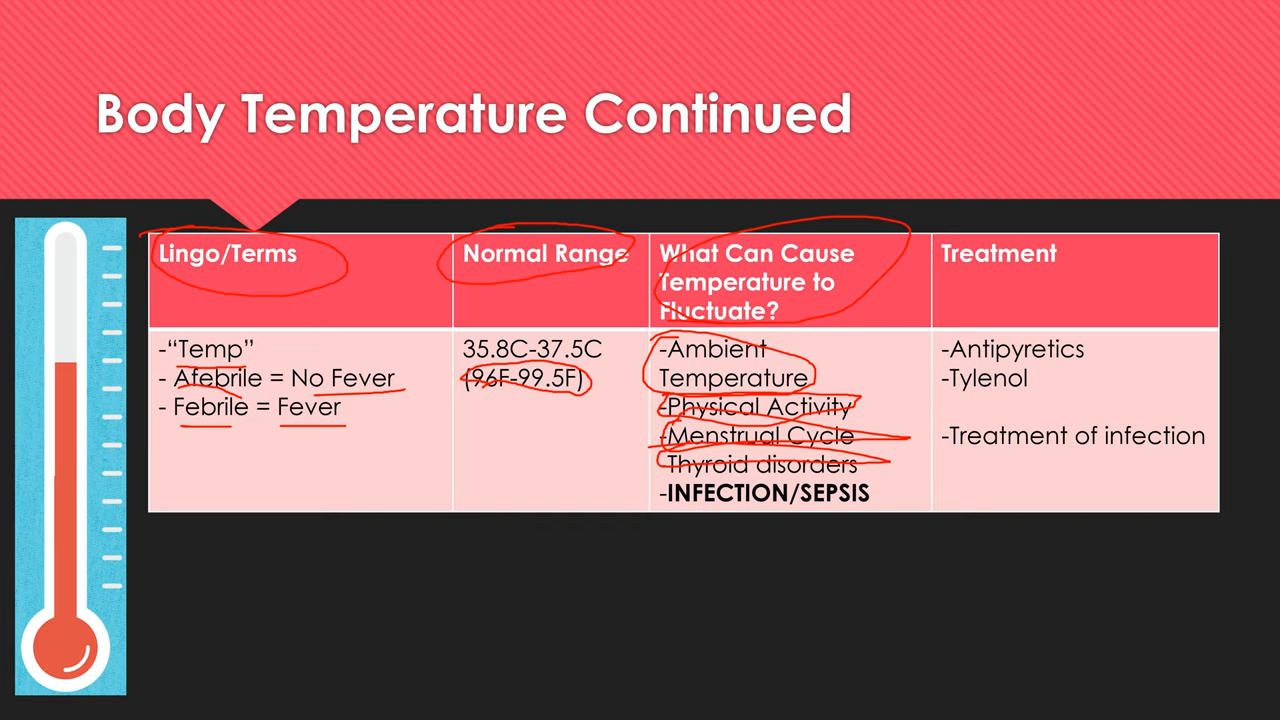 Body Temperature Continued
Lingo/Terms
Normal Range
What Can Cause
Temperature to
Fluctuate?
Treatment
-“Temp”
- Afebrile = No Fever
- Febrile = Fever
35.8C-37.5C
(96F-99.5F)
-Ambient
Temperature
-Physical Activity
-Menstrual Cycle
-Thyroid disorders
-INFECTION/SEPSIS
-Antipyretics
-Tylenol
-Treatment of infection